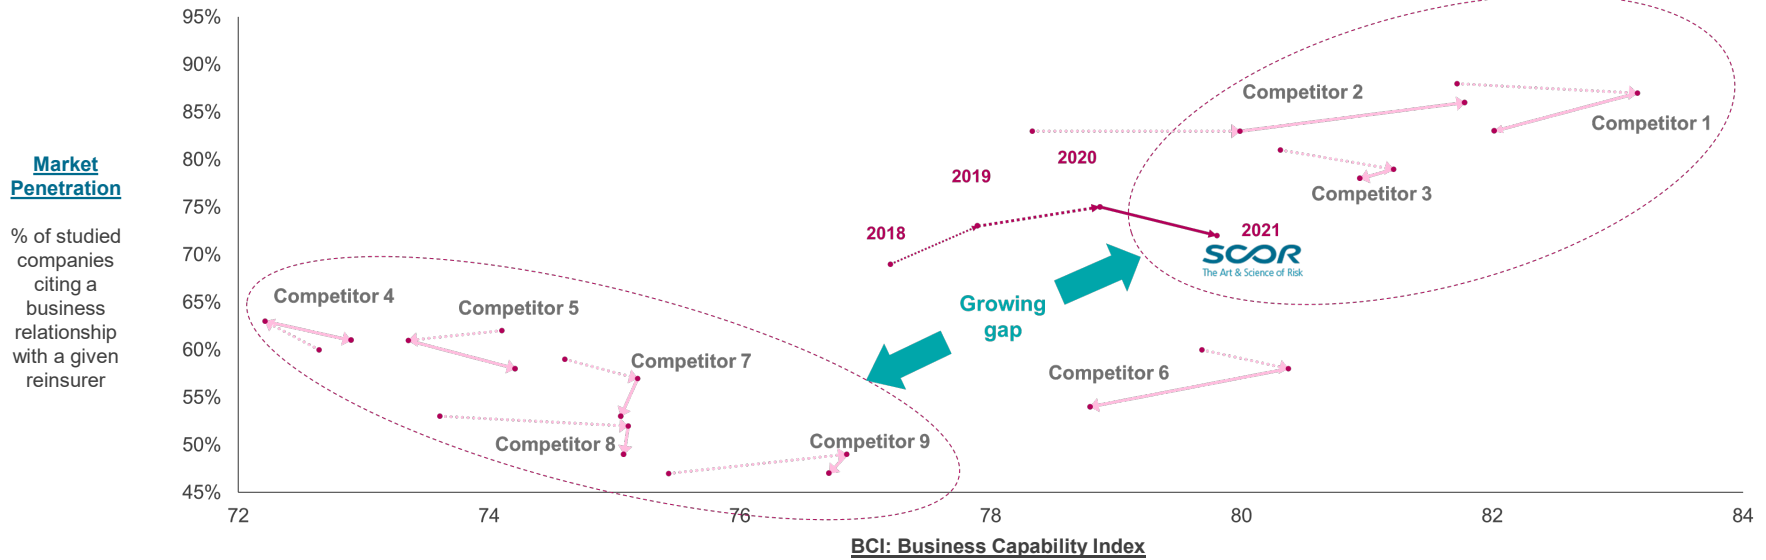 95%
90%
85%
80%
75%
70%
65%
60%
55%
50%
45%
Market
Penetration
% of studied
companies
citing a
business
relationship
with a given
reinsurer
Competitor 2
Competitor 1
Competitor 3
2020
2019
2018
2021
SCOR
The Art & Science of Risk
Growing
gap
Competitor 4
Competitor 5
Competitor 7
Competitor 6
Competitor 8
Competitor 9
72
74
76
78
80
82
84
BCI: Business Capability Index